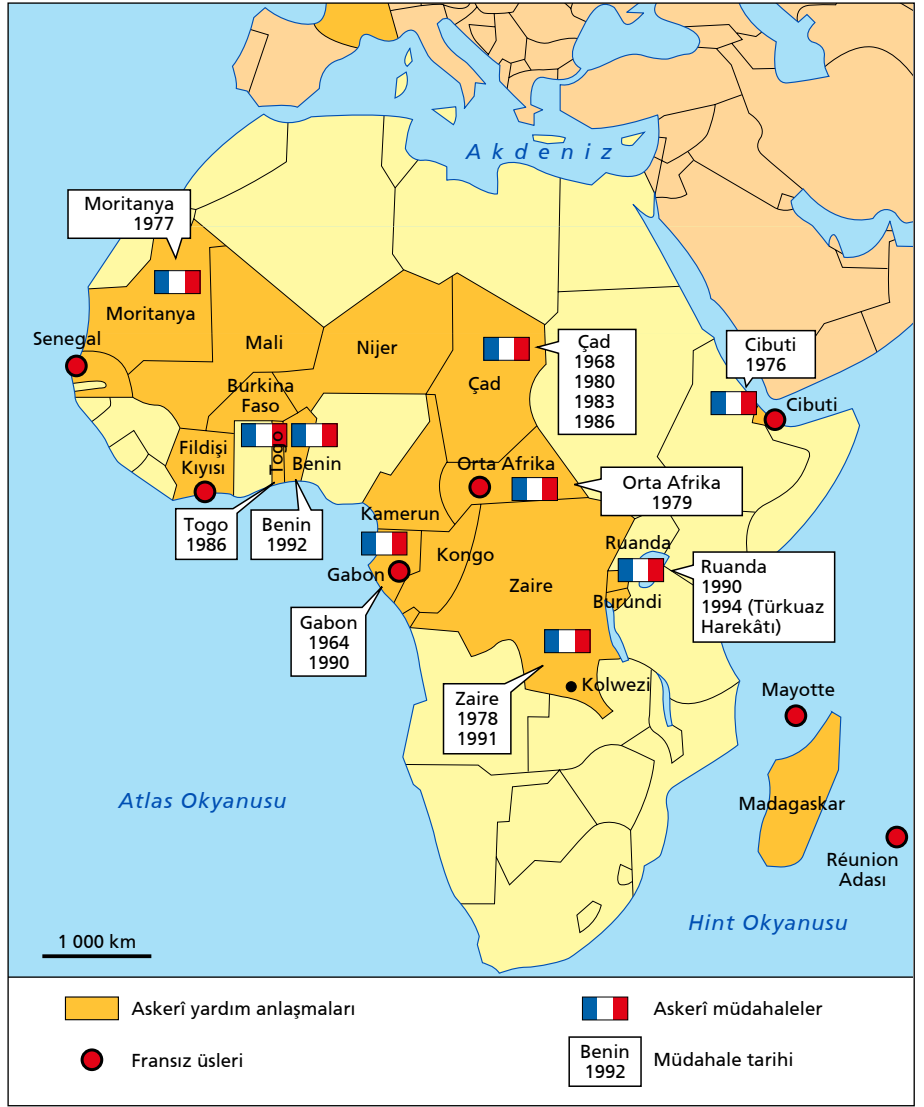 Akdeniz
Moritanya
1977
Moritanya
Senegal
Mali
Nijer
Çad
Çad
1968
1980
1983
1986
Cibuti
1976
Cibuti
Burkina
Faso
Fildişi
Kıyısı
Togo
Benin
Togo
1986
Benin
1992
Orta Afrika
Orta Afrika
1979
Kamerun
Gabon
Kongo
Zaire
Ruanda
Burundi
Ruanda
1990
1994 (Türkuaz
Harekâtı)
Gabon
1964
1990
Kolwezi
Zaire
1978
1991
Mayotte
Madagaskar
Réunion
Adası
Atlas Okyanusu
Hint Okyanusu
1 000 km
Askerî yardım anlaşmaları
Askerî müdahaleler
Fransız üsleri
Benin
1992
Müdahale tarihi